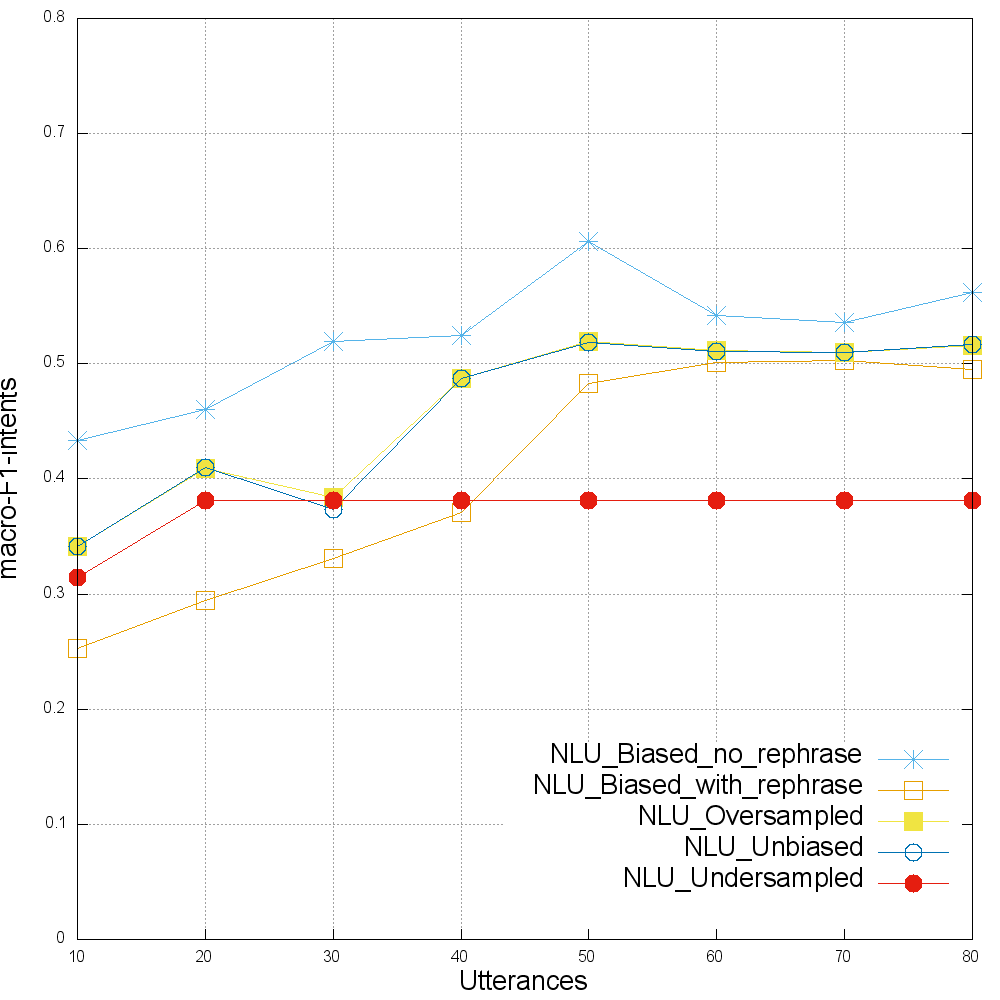 0.8
0.7
0.6
0.5
0.4
0.3
0.2
0.1
0
macro-F1-intents
10 20 30 40 50 60 70 80
Utterances
NLU_Biased_no_rephrase
NLU_Biased_with_rephrase
NLU_Oversampled
NLU_Unbiased
NLU_Undersampled